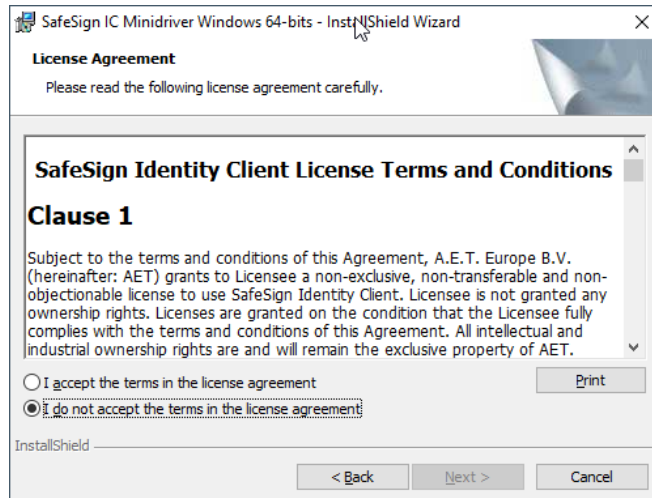 SafeSign IC Minidriver Windows 64-bits - InstallShield Wizard
License Agreement
Please read the following license agreement carefully.
SafeSign Identity Client License Terms and Conditions
Clause 1
Subject to the terms and conditions of this Agreement, A.E.T. Europe B.V.
(hereinafter: AET) grants to Licensee a non-exclusive, non-transferable and non-
objectionable license to use SafeSign Identity Client. Licensee is not granted any
ownership rights. Licenses are granted on the condition that the Licensee fully
complies with the terms and conditions of this Agreement. All intellectual and
industrial ownership rights are and will remain the exclusive property of AET.
I accept the terms in the license agreement
Print
I do not accept the terms in the license agreement
InstallShield
< Back
Next >
Cancel